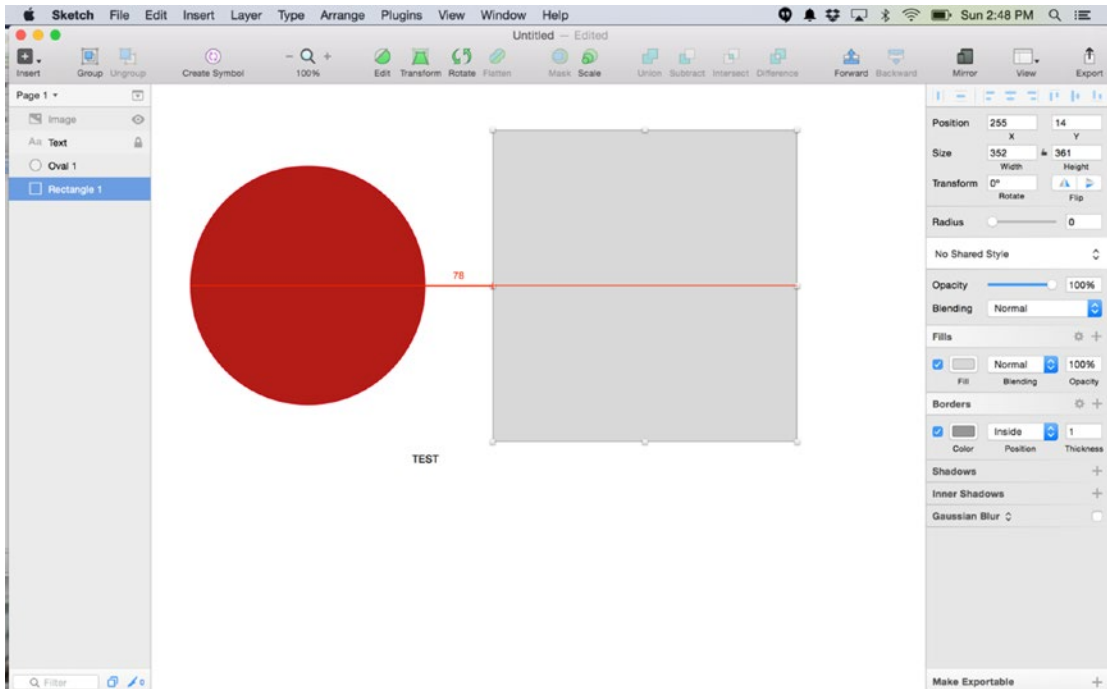 Sketch File Edit Insert Layer Type Arrange Plugins View Window Help Sun 2:48 PM
Untitled — Edited
Insert Group Ungroup Create Symbol 100% Edit Transform Rotate Flatten Mask Scale Union Subtract Intersect Difference Forward Backward Mirror View Export
Page 1
Image
Aa Text
Oval 1
Rectangle 1
78
TEST
Position 255 14
X Y
Size 352 361
Width Height
Transform 0°
Rotate Flip
Radius 0
No Shared Style
Opacity 100%
Blending Normal
Fills
Normal 100%
Fill Blending Opacity
Borders
Inside 1
Color Position Thickness
Shadows
Inner Shadows
Gaussian Blur
Filter
Make Exportable